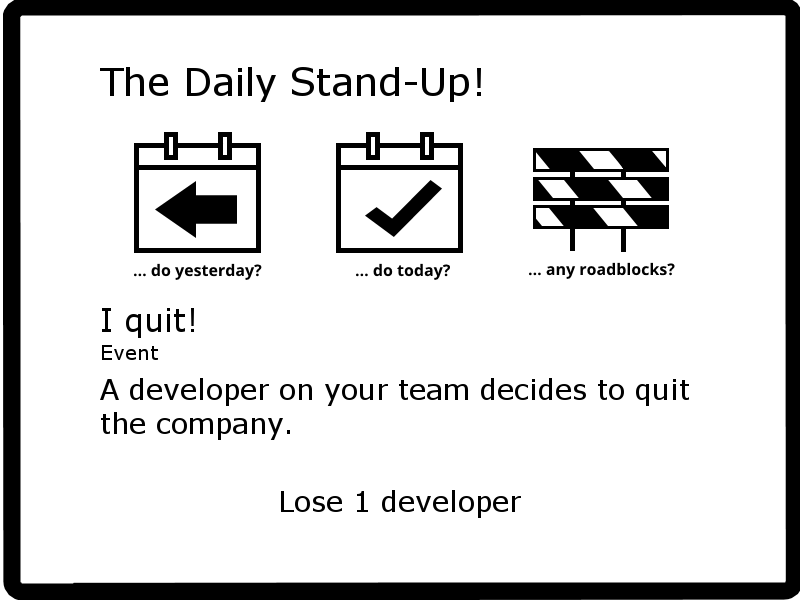 The Daily Stand-Up!
... do yesterday?
... do today?
... any roadblocks?
I quit!
Event
A developer on your team decides to quit
the company.
Lose 1 developer